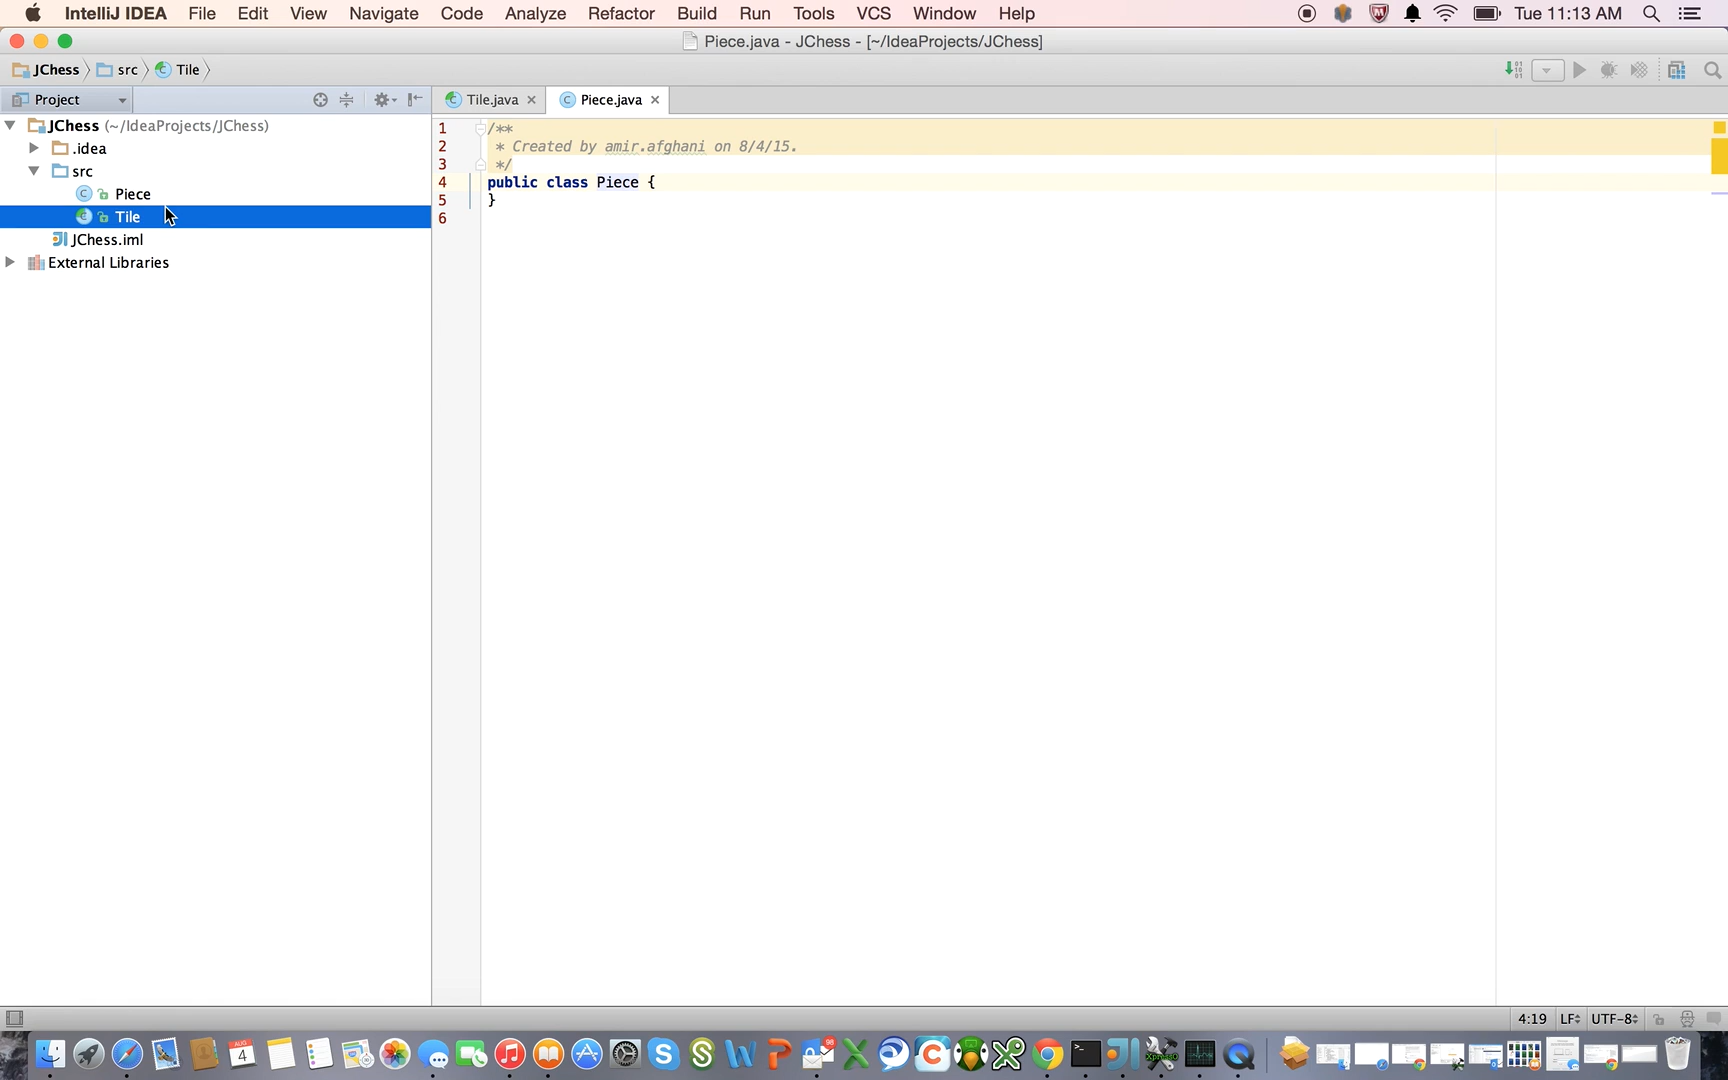 IntelliJ IDEA File Edit View Navigate Code Analyze Refactor Build Run Tools VCS Window Help Tue 11:13 AM
Piece.java - JChess - [~/IdeaProjects/JChess]
JChess src Tile
Project Tile.java Piece.java
JChess (~/IdeaProjects/JChess)
.idea
src
Piece
Tile
JChess.iml
External Libraries
1 /**
2 * Created by amir.afghani on 8/4/15.
3 */
4 public class Piece {
5 }
6
4:19 LF UTF-8
AUG
4
98